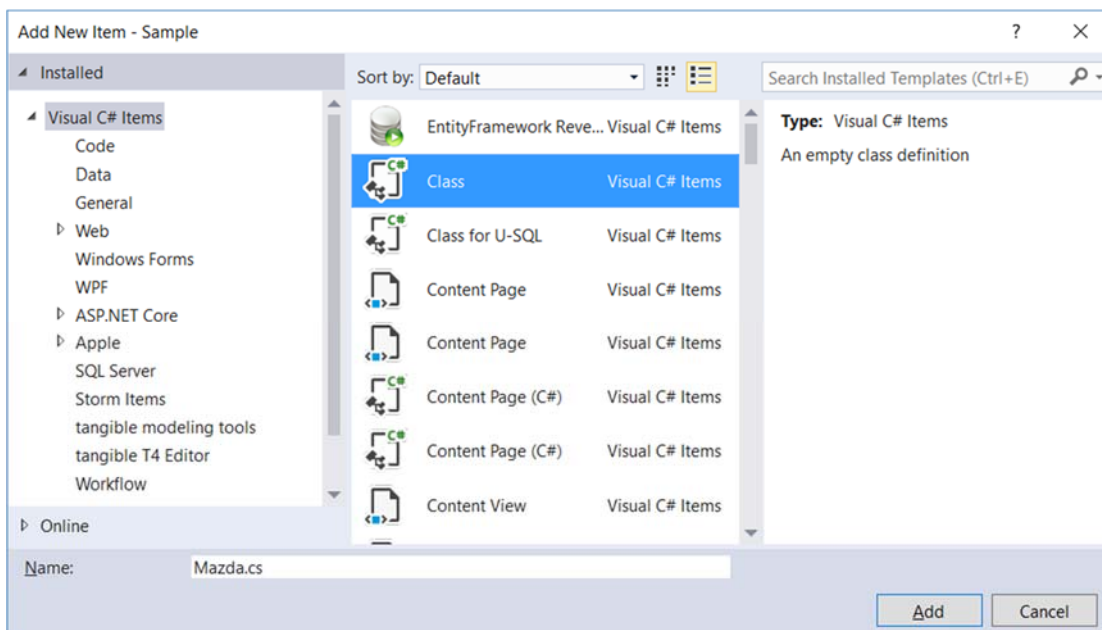 Add New Item - Sample
?
Installed
Sort by: Default
Search Installed Templates (Ctrl+E)
Visual C# Items
Code
Data
General
Web
Windows Forms
WPF
ASP.NET Core
Apple
SQL Server
Storm Items
tangible modeling tools
tangible T4 Editor
Workflow
Online
EntityFramework Reve... Visual C# Items
C# Class Visual C# Items
C# Class for U-SQL Visual C# Items
Content Page Visual C# Items
Content Page Visual C# Items
C# Content Page (C#) Visual C# Items
C# Content Page (C#) Visual C# Items
Content View Visual C# Items
Type: Visual C# Items
An empty class definition
Name: Mazda.cs
Add Cancel